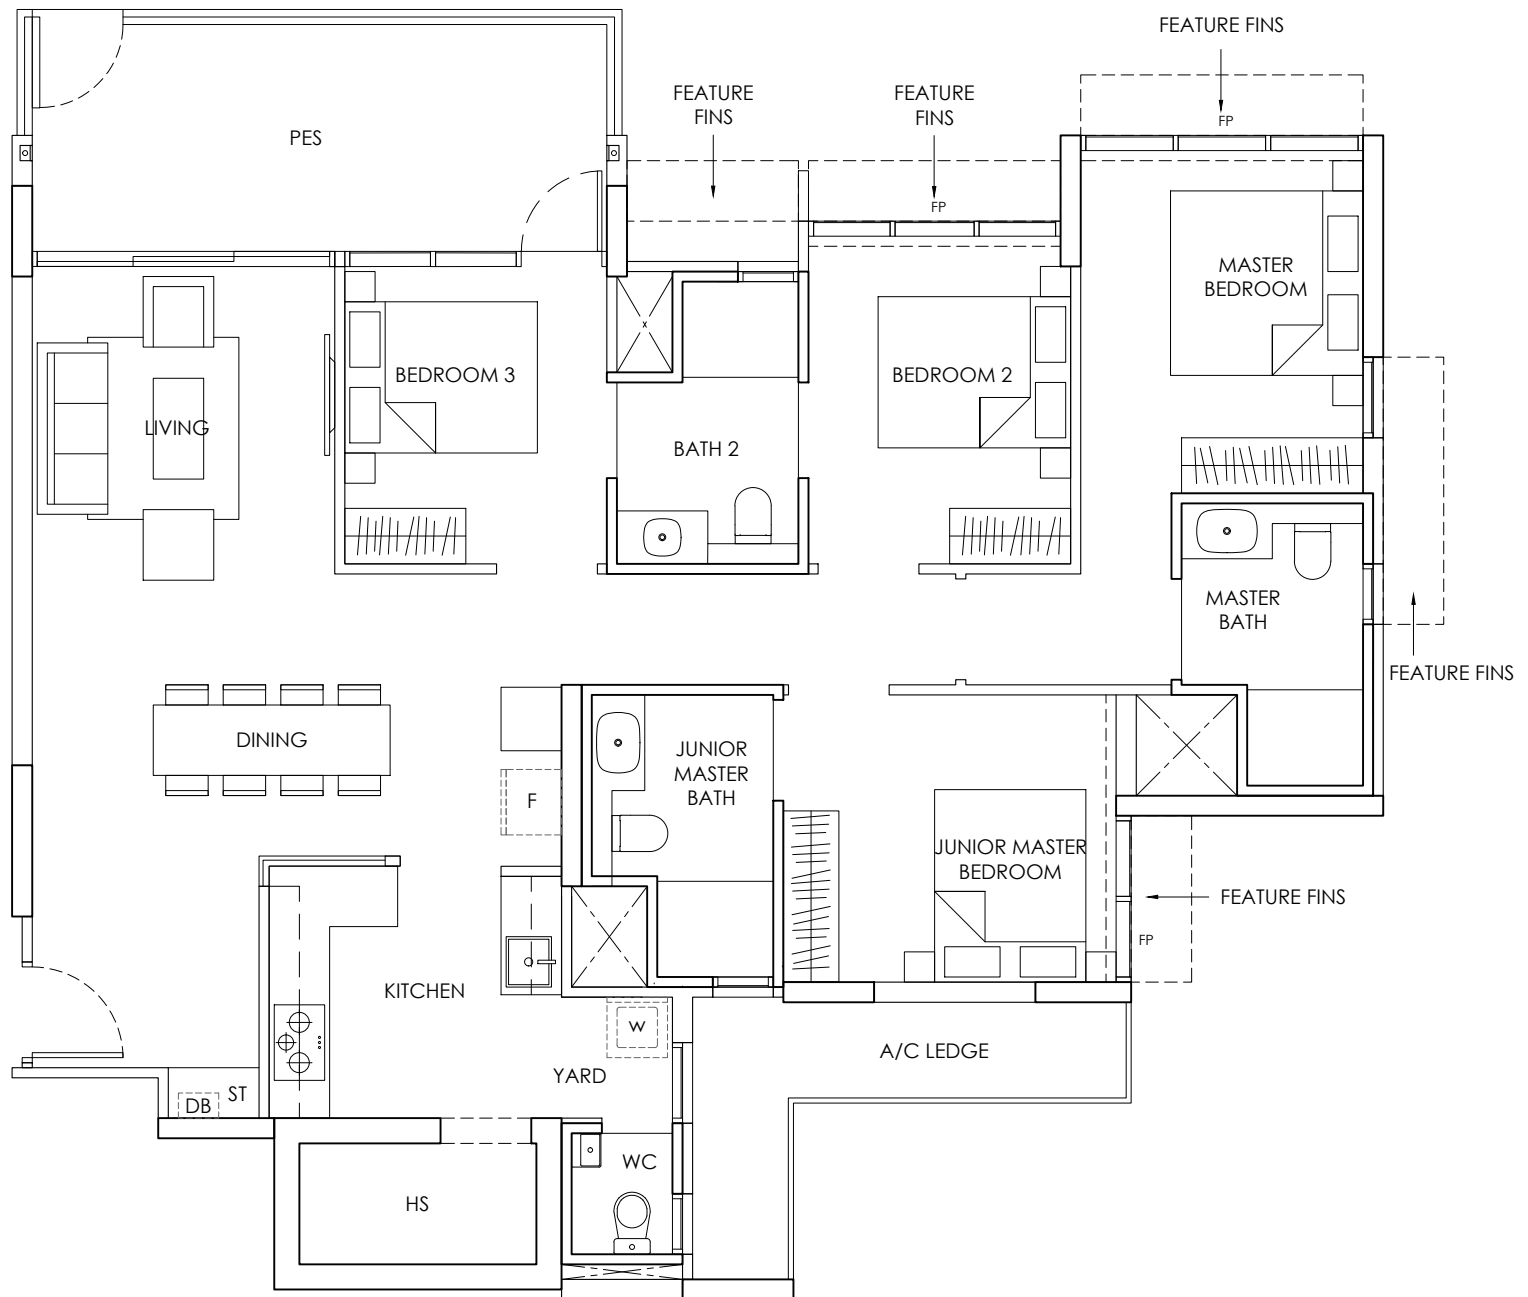 FEATURE FINS
FEATURE
FINS
FEATURE
FINS
FP
PES
FP
MASTER
BEDROOM
BEDROOM 3
BEDROOM 2
LIVING
BATH 2
MASTER
BATH
FEATURE FINS
DINING
JUNIOR
MASTER
BATH
F
JUNIOR MASTER
BEDROOM
FEATURE FINS
FP
KITCHEN
W
A/C LEDGE
YARD
ST
DB
WC
HS